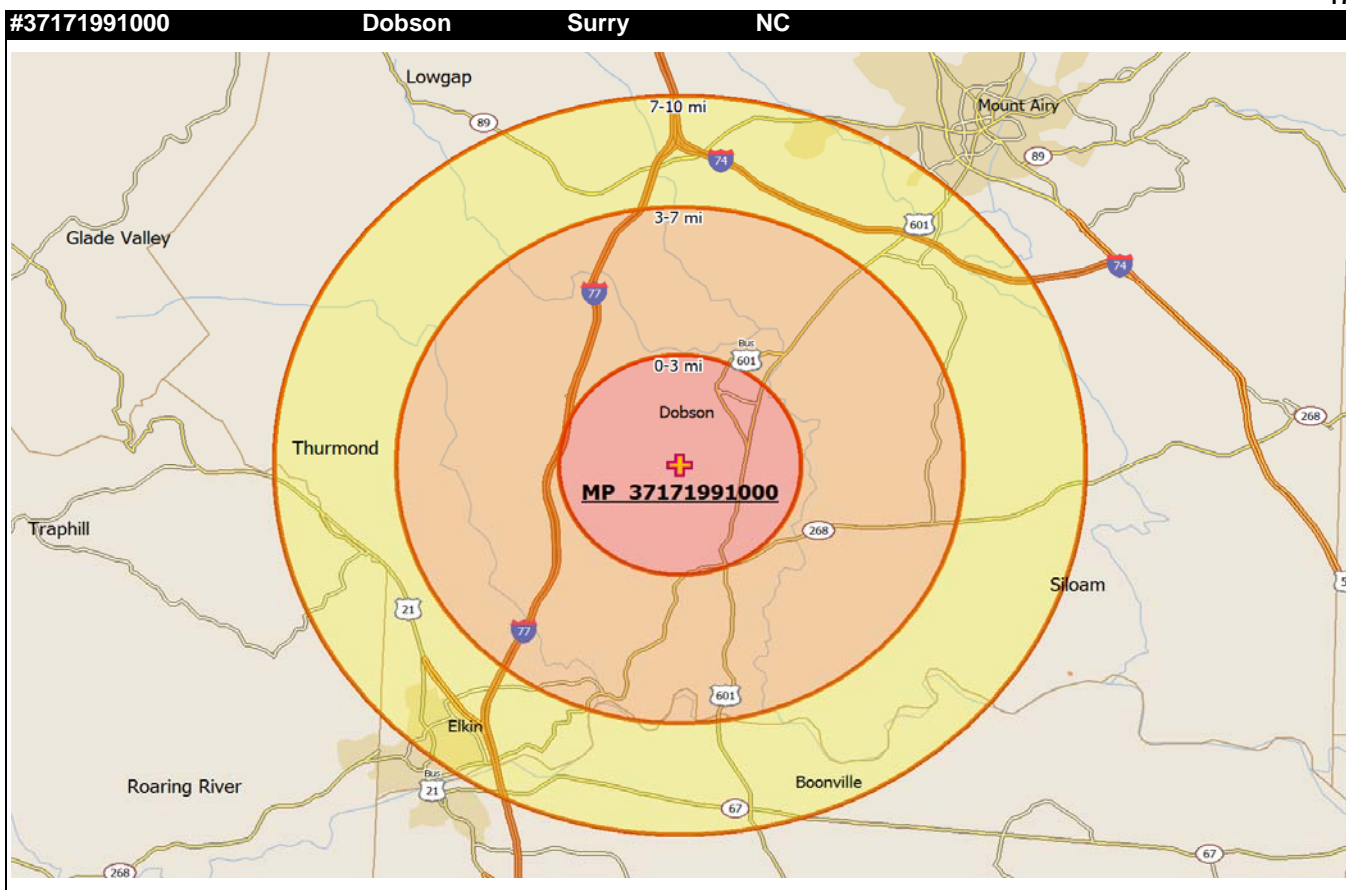 #37171991000 Dobson Surry NC
Lowgap
7-10 mi
Mount Airy
89
74
89
3-7 mi
601
Glade Valley
74
77
Bus
601
0-3 mi
Dobson
268
Thurmond
MP 37171991000
Traphill
268
Siloam
21
77
601
Elkin
Roaring River
Bus
21
Boonville
67
67
268